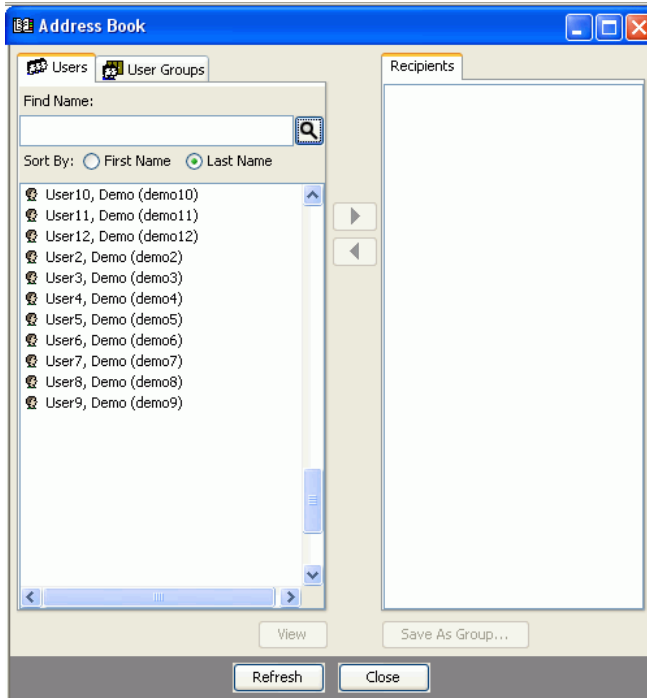 Address Book
Users
User Groups
Recipients
Find Name:
Sort By: First Name Last Name
User10, Demo (demo10)
User11, Demo (demo11)
User12, Demo (demo12)
User2, Demo (demo2)
User3, Demo (demo3)
User4, Demo (demo4)
User5, Demo (demo5)
User6, Demo (demo6)
User7, Demo (demo7)
User8, Demo (demo8)
User9, Demo (demo9)
View
Save As Group...
Refresh
Close